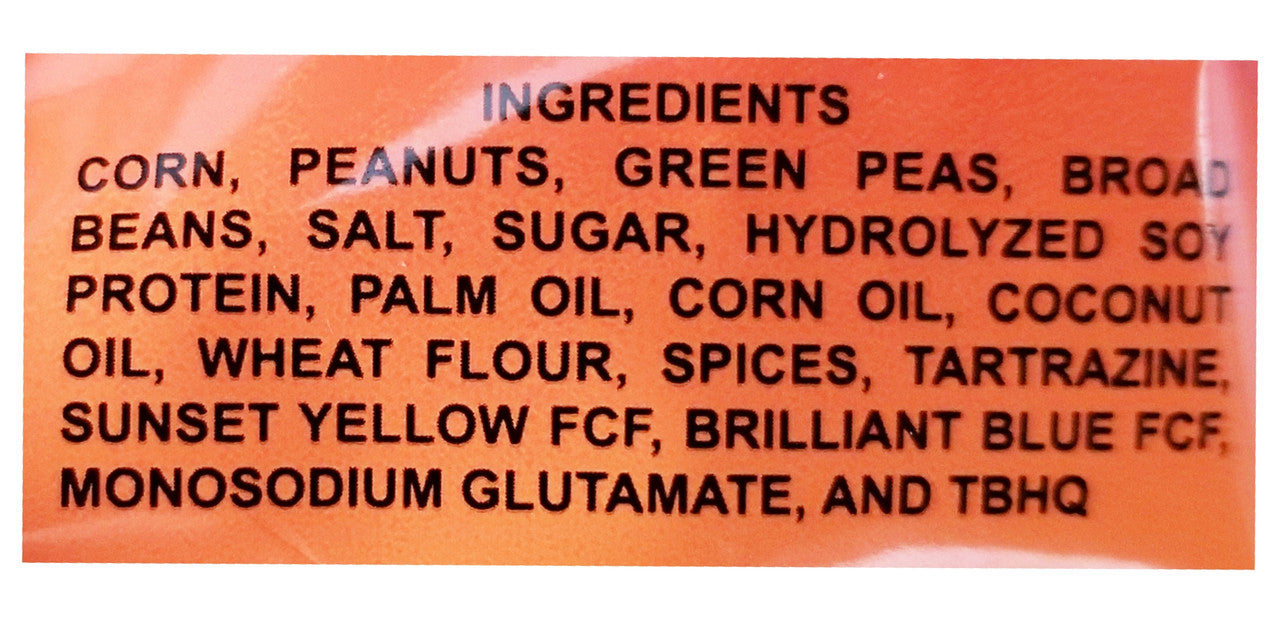 INGREDIENTS
CORN, PEANUTS, GREEN PEAS, BROAD
BEANS, SALT, SUGAR, HYDROLYZED SOY
PROTEIN, PALM OIL, CORN OIL, COCONUT
OIL, WHEAT FLOUR, SPICES, TARTRAZINE,
SUNSET YELLOW FCF, BRILLIANT BLUE FCF,
MONOSODIUM GLUTAMATE, AND TBHQ